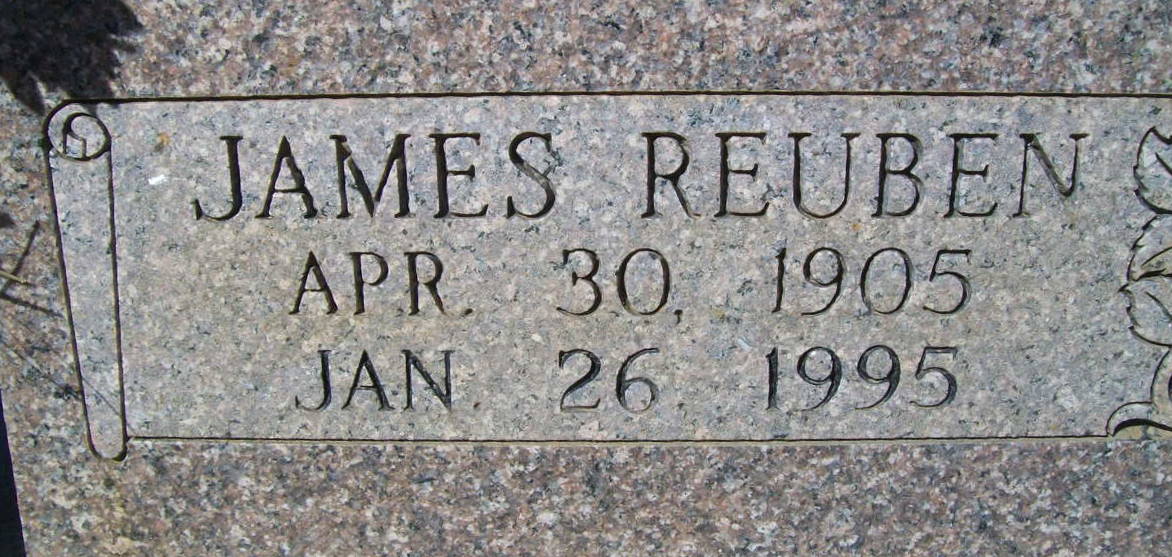 JAMES REUBEN
APR. 30, 1905
JAN. 26 1995